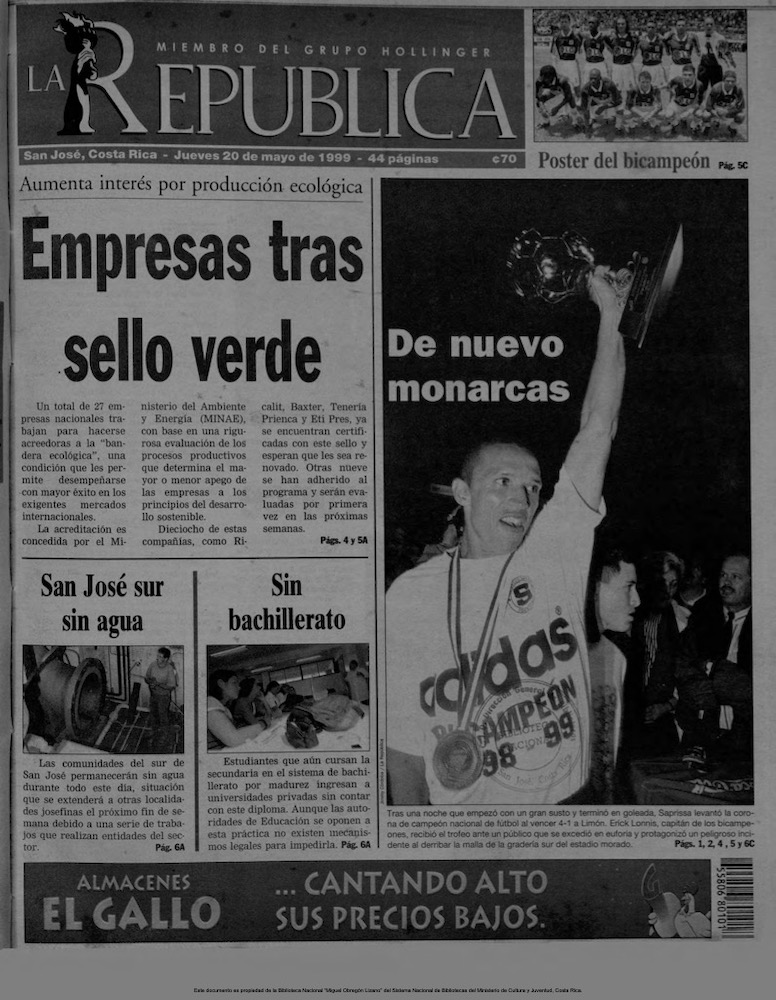 MIEMBRO DEL GRUPO HOLLINGER
LA REPUBLICA
San José, Costa Rica - Jueves 20 de mayo de 1999 - 44 páginas
¢70
Poster del bicampeón Pág. 5C
Aumenta interés por producción ecológica
Empresas tras
sello verde
Un total de 27 em-
presas nacionales tra-
bajan para hacerse
acreedoras a la "ban-
dera ecológica", una
condición que les per-
mite desempeñarse
con mayor éxito en los
exigentes mercados
internacionales.
La acreditación es
concedida por el Mi-
nisterio del Ambiente
y Energía (MINAE),
con base en una rigu-
rosa evaluación de los
procesos productivos
que determina el ma-
yor o menor apego de
las empresas a los
principios del desarro-
llo sostenible.
Dieciocho de estas
compañías, como Ri-
calit, Baxter, Tenería
Prienca y Eti Pres, ya
se encuentran certifi-
cadas con este sello y
esperan que les sea re-
novado. Otras nueve
se han adherido al
programa y serán eva-
luadas por primera
vez en las próximas
semanas.
Págs. 4 y 5A
De nuevo
monarcas
S
adidas
BICAMPEON
98 99
San José sur
sin agua
Las comunidades del sur de
San José permanecerán sin agua
durante todo este día, situación
que se extenderá a otras localida-
des josefinas el próximo fin de se-
mana debido a una serie de traba-
jos que realizan entidades del sec-
tor.
Pág. 6A
Sin
bachillerato
Estudiantes que aún cursan la
secundaria en el sistema de bachi-
llerato por madurez ingresan a
universidades privadas sin contar
con este diploma. Aunque las auto-
ridades de Educación se oponen a
esta práctica no existen mecanis-
mos legales para impedirla. Pág. 6A
Tras una noche que empezó con un gran susto y terminó en goleada, Saprissa levantó la coro-
na de campeón nacional de fútbol al vencer 4-1 a Limón. Erick Lonnis, capitán de los bicampe-
ones, recibió el trofeo ante un público que se excedió en euforia y protagonizó un peligroso inci-
dente al derribar la malla de la gradería sur del estadio morado.
Págs. 1, 2, 4 , 5 y 6C
ALMACENES
EL GALLO
... CANTANDO ALTO
SUS PRECIOS BAJOS.
55806 80101
Este documento es propiedad de la Biblioteca Nacional "Miguel Obregón Lizano" del Sistema Nacional de Bibliotecas del Ministerio de Cultura y Juventud, Costa Rica.